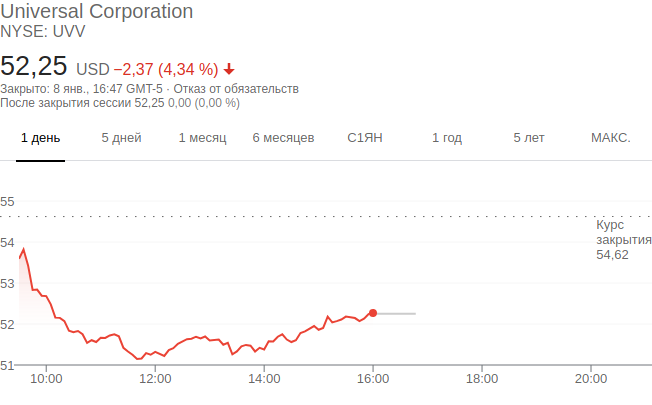 Universal Corporation
NYSE: UVV
52,25 USD −2,37 (4,34 %)
Закрыто: 8 янв., 16:47 GMT-5 · Отказ от обязательств
После закрытия сессии 52,25 0,00 (0,00 %)
1 день 5 дней 1 месяц 6 месяцев С1ЯН 1 год 5 лет МАКС.
55
Курс
закрытия
54,62
54
53
52
51
10:00 12:00 14:00 16:00 18:00 20:00